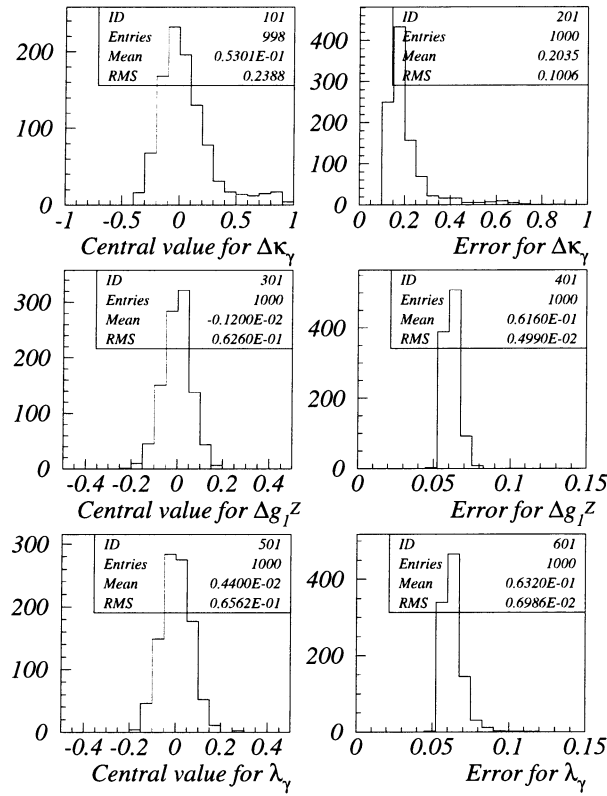 ID 101
Entries 998
Mean 0.5301E-01
RMS 0.2388
200
100
0
-1 -0.5 0 0.5 1
Central value for Δκγ
ID 201
Entries 1000
Mean 0.2035
RMS 0.1006
400
300
200
100
0
0 0.2 0.4 0.6 0.8 1
Error for Δκγ
ID 301
Entries 1000
Mean -0.1200E-02
RMS 0.6260E-01
300
200
100
0
-0.4 -0.2 0 0.2 0.4
Central value for Δg1Z
ID 401
Entries 1000
Mean 0.6160E-01
RMS 0.4990E-02
400
200
0
0 0.05 0.1 0.15
Error for Δg1Z
ID 501
Entries 1000
Mean 0.4400E-02
RMS 0.6562E-01
300
200
100
0
-0.4 -0.2 0 0.2 0.4
Central value for λγ
ID 601
Entries 1000
Mean 0.6320E-01
RMS 0.6986E-02
400
200
0
0 0.05 0.1 0.15
Error for λγ